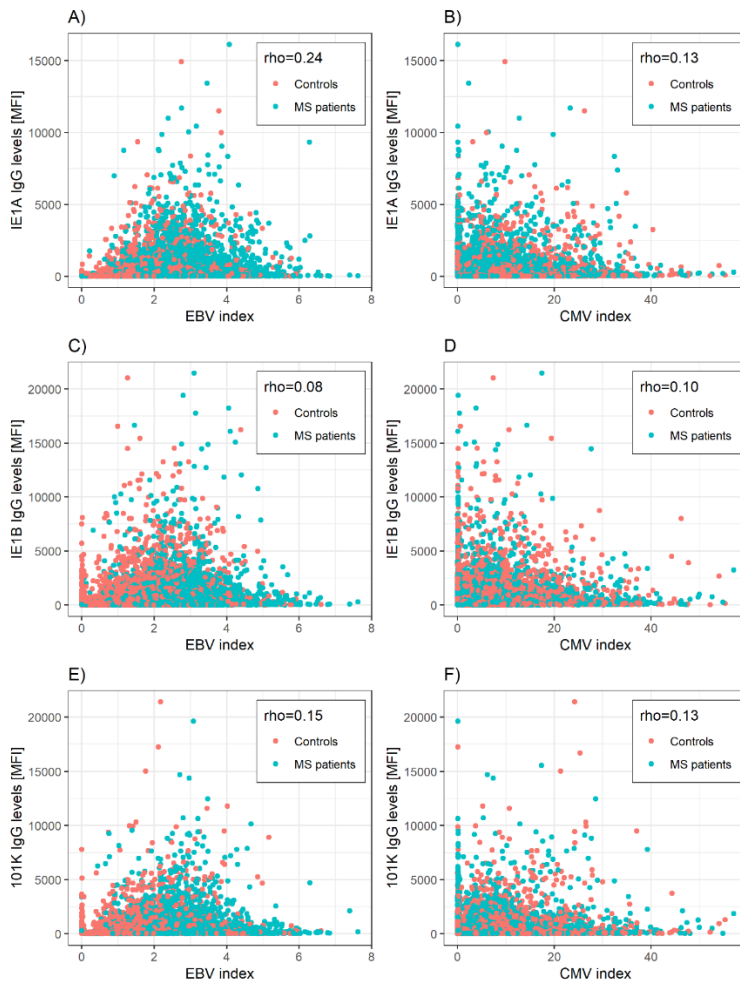 A)
rho=0.24
Controls
MS patients
15000
10000
5000
0
IE1A IgG levels [MFI]
0 2 4 6 8
EBV index
B)
rho=0.13
Controls
MS patients
15000
10000
5000
0
IE1A IgG levels [MFI]
0 20 40
CMV index
C)
rho=0.08
Controls
MS patients
20000
15000
10000
5000
0
IE1B IgG levels [MFI]
0 2 4 6 8
EBV index
D
rho=0.10
Controls
MS patients
20000
15000
10000
5000
0
IE1B IgG levels [MFI]
0 20 40
CMV index
E)
rho=0.15
Controls
MS patients
20000
15000
10000
5000
0
101K IgG levels [MFI]
0 2 4 6 8
EBV index
F)
rho=0.13
Controls
MS patients
20000
15000
10000
5000
0
101K IgG levels [MFI]
0 20 40
CMV index